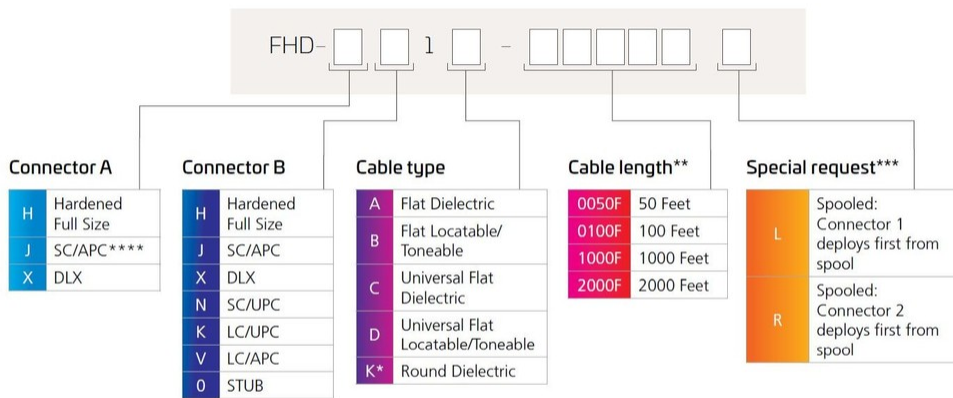 FHD- 1 -
Connector A
H Hardened
Full Size
J SC/APC****
X DLX
Connector B
H Hardened
Full Size
J SC/APC
X DLX
N SC/UPC
K LC/UPC
V LC/APC
0 STUB
Cable type
A Flat Dielectric
B Flat Locatable/
Toneable
C Universal Flat
Dielectric
D Universal Flat
Locatable/Toneable
K* Round Dielectric
Cable length**
0050F 50 Feet
0100F 100 Feet
1000F 1000 Feet
2000F 2000 Feet
Special request***
L Spooled:
Connector 1
deploys first from
spool
R Spooled:
Connector 2
deploys first from
spool